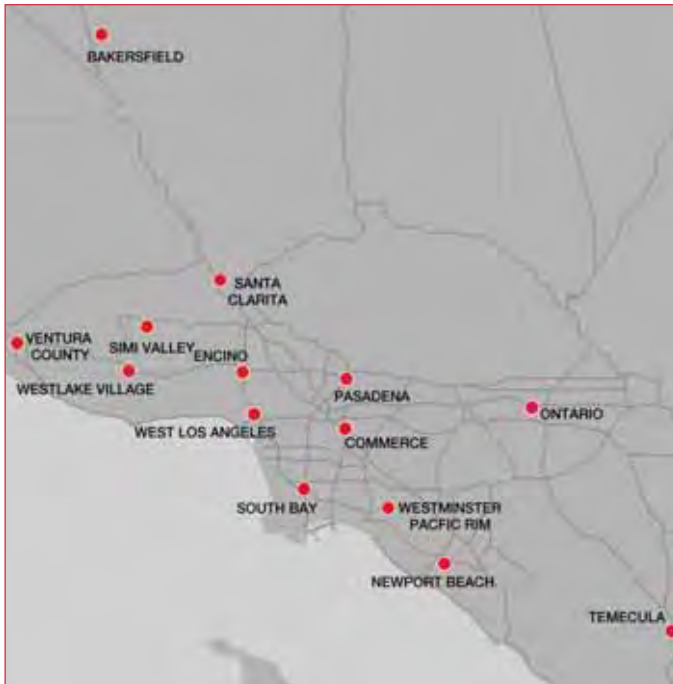 BAKERSFIELD
SANTA
CLARITA
VENTURA
COUNTY
SIMI VALLEY
ENCINO
WESTLAKE VILLAGE
PASADENA
ONTARIO
WEST LOS ANGELES
COMMERCE
SOUTH BAY
WESTMINSTER
PACFIC RIM
NEWPORT BEACH
TEMECULA